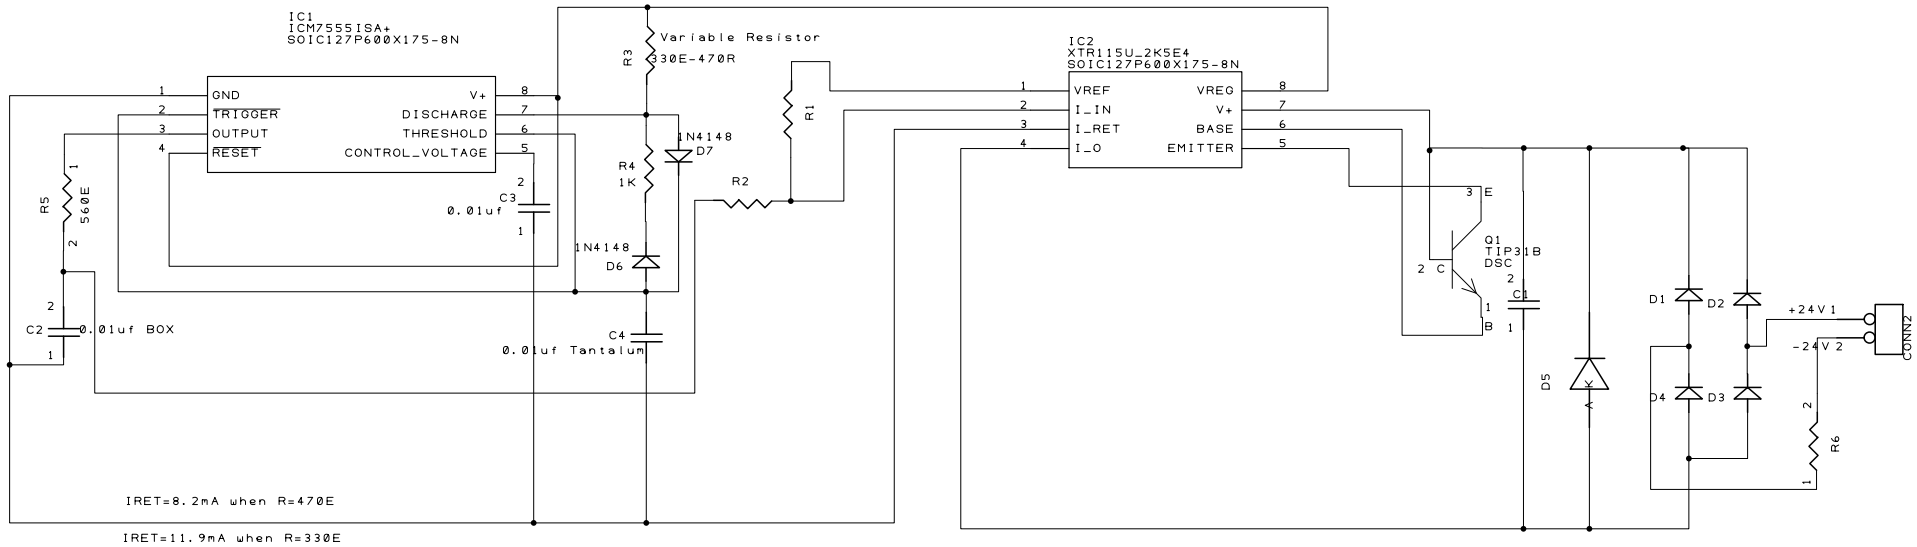 IC1
ICM7555ISA+
SOIC127P600X175-8N
1 GND
2 TRIGGER
3 OUTPUT
4 RESET
V+ 8
DISCHARGE 7
THRESHOLD 6
CONTROL_VOLTAGE 5
R3
Variable Resistor
330E-470R
IC2
XTR115U_2K5E4
SOIC127P600X175-8N
1 VREF
2 I_IN
3 I_RET
4 I_O
VREG 8
V+ 7
BASE 6
EMITTER 5
R1
1N4148
D7
R4
1K
R2
1
R5
560E
2
2
C3
0.01uf
1
1N4148
D6
3 E
Q1
TIP31B
DSC
2 C
1
B
2
C1
1
2
C2
0.01uf BOX
1
C4
0.01uf Tantalum
D5
K
A
D1
D2
D4
D3
+24V 1
-24V 2
CONN2
2
R6
1
IRET=8.2mA when R=470E
IRET=11.9mA when R=330E